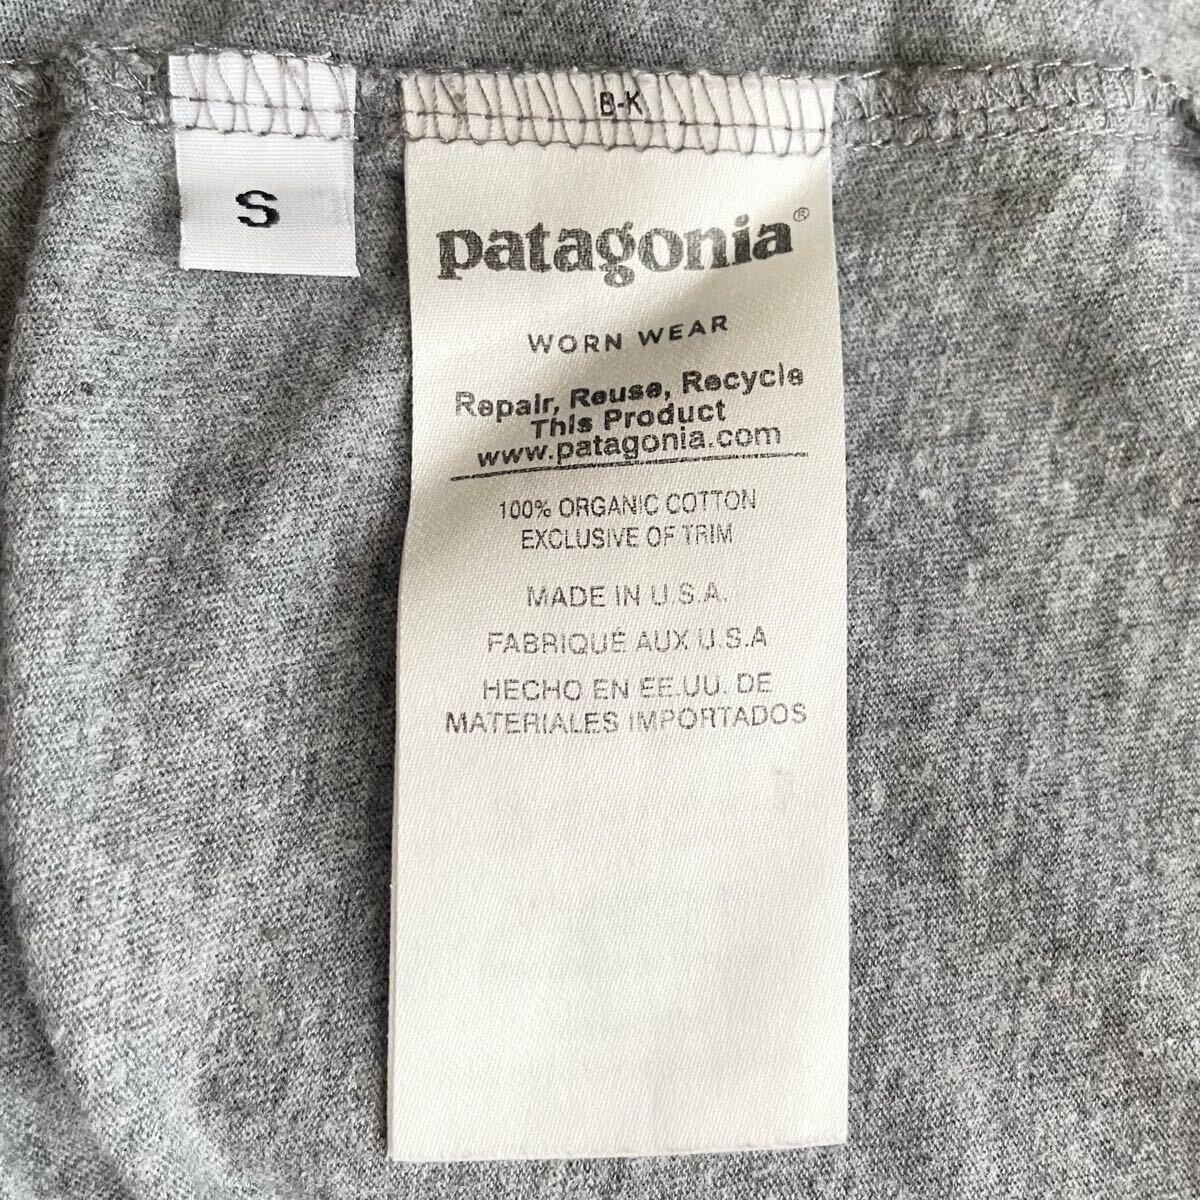 B-K
S
patagonia®
WORN WEAR
Repair, Reuse, Recycle
This Product
www.patagonia.com
100% ORGANIC COTTON
EXCLUSIVE OF TRIM
MADE IN U.S.A.
FABRIQUÉ AUX U.S.A
HECHO EN EE.UU. DE
MATERIALES IMPORTADOS